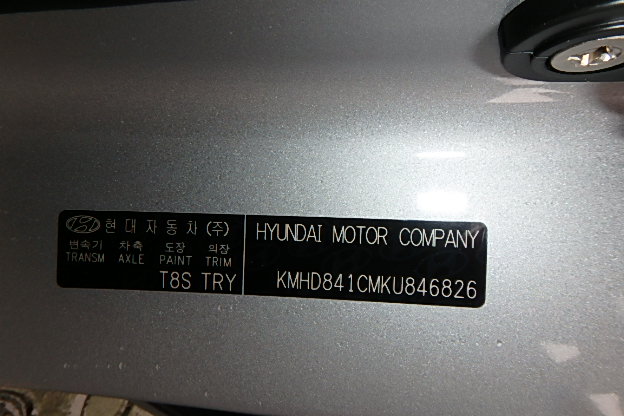 현대자동차(주)
변속기 차축 도장 의장
TRANSM AXLE PAINT TRIM
T8S TRY
HYUNDAI MOTOR COMPANY
KMHD841CMKU846826